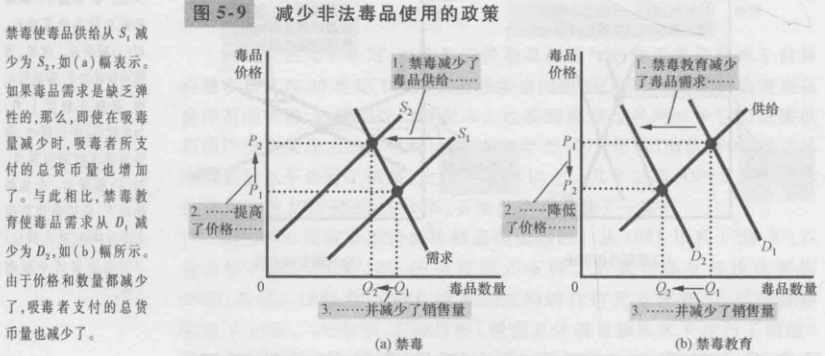 图 5-9 减少非法毒品使用的政策
禁毒使毒品供给从 S₁ 减
少为 S₂,如(a)幅表示。
如果毒品需求是缺乏弹
性的,那么,即使在吸毒
量减少时,吸毒者所支
付的总货币量也增加
了。与此相比,禁毒教
育使毒品需求从 D₁ 减
少为 D₂,如(b)幅所示。
由于价格和数量都减少
了,吸毒者支付的总货
币量也减少了。
毒品
价格
1. 禁毒减少了
毒品供给……
S₂
S₁
P₂
P₁
2. ……提高
了价格……
需求
0
Q₂
Q₁
毒品数量
3. ……并减少了销售量
(a) 禁毒
毒品
价格
1. 禁毒教育减少
了毒品需求……
供给
P₁
P₂
2. ……降低
了价格……
D₂
D₁
0
Q₂
Q₁
毒品数量
3. ……并减少了销售量
(b) 禁毒教育